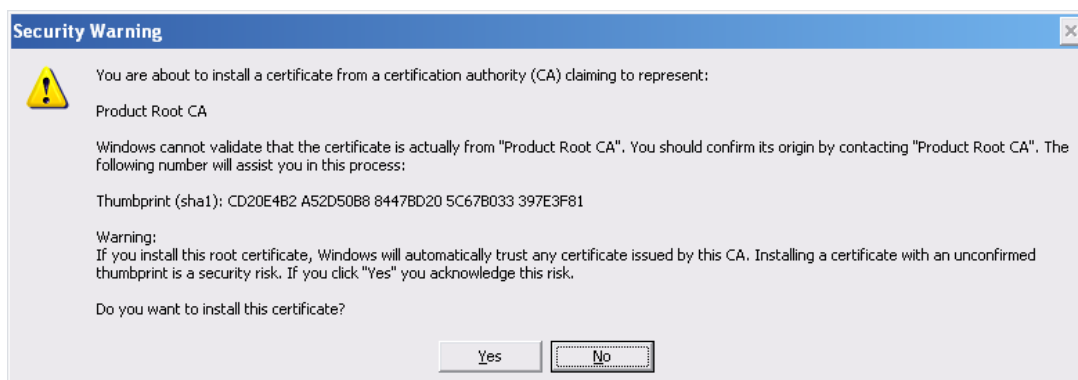 Security Warning
You are about to install a certificate from a certification authority (CA) claiming to represent:
Product Root CA
Windows cannot validate that the certificate is actually from "Product Root CA". You should confirm its origin by contacting "Product Root CA". The
following number will assist you in this process:
Thumbprint (sha1): CD20E4B2 A52D50B8 8447BD20 5C67B033 397E3F81
Warning:
If you install this root certificate, Windows will automatically trust any certificate issued by this CA. Installing a certificate with an unconfirmed
thumbprint is a security risk. If you click "Yes" you acknowledge this risk.
Do you want to install this certificate?
Yes
No